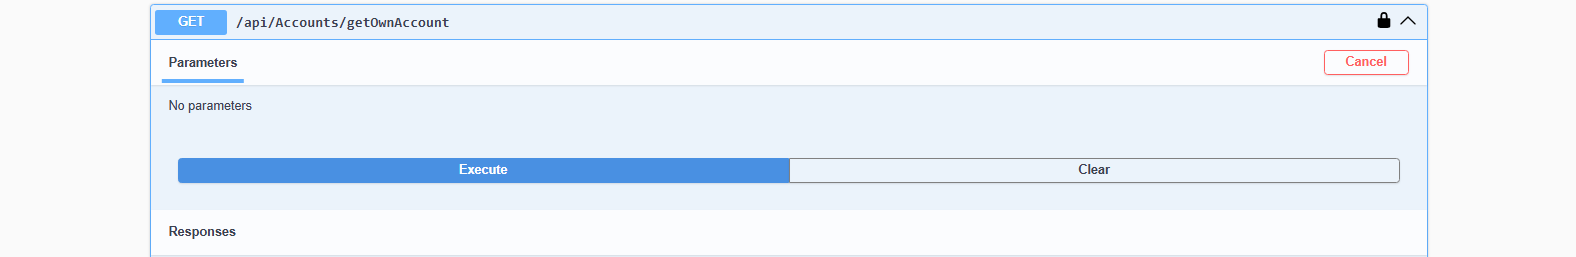 GET /api/Accounts/getOwnAccount
Parameters Cancel
No parameters
Execute Clear
Responses